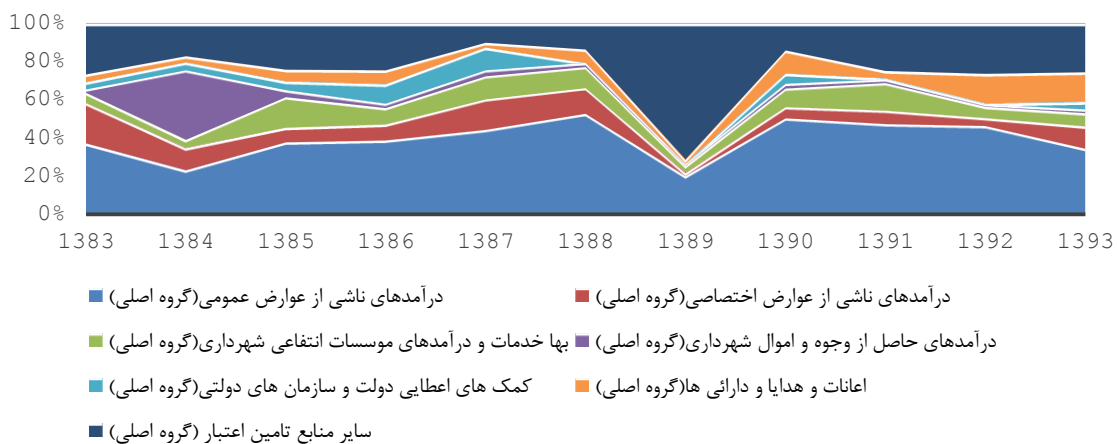 100%
80%
60%
40%
20%
0%
1383 1384 1385 1386 1387 1388 1389 1390 1391 1392 1393
درآمدهای ناشی از عوارض عمومی(گروه اصلی)
درآمدهای ناشی از عوارض اختصاصی(گروه اصلی)
بها خدمات و درآمدهای موسسات انتفاعی شهرداری(گروه اصلی)
درآمدهای حاصل از وجوه و اموال شهرداری(گروه اصلی)
کمک های اعطایی دولت و سازمان های دولتی(گروه اصلی)
اعانات و هدایا و دارائی ها(گروه اصلی)
سایر منابع تامین اعتبار (گروه اصلی)